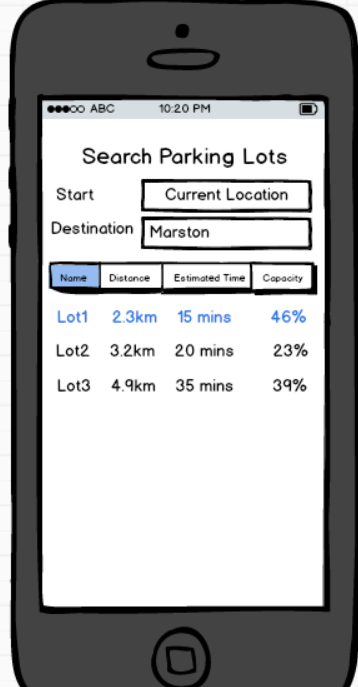 ABC 10:20 PM
Search Parking Lots
Start Current Location
Destination Marston
Name Distance Estimated Time Capacity
Lot1 2.3km 15 mins 46%
Lot2 3.2km 20 mins 23%
Lot3 4.9km 35 mins 39%